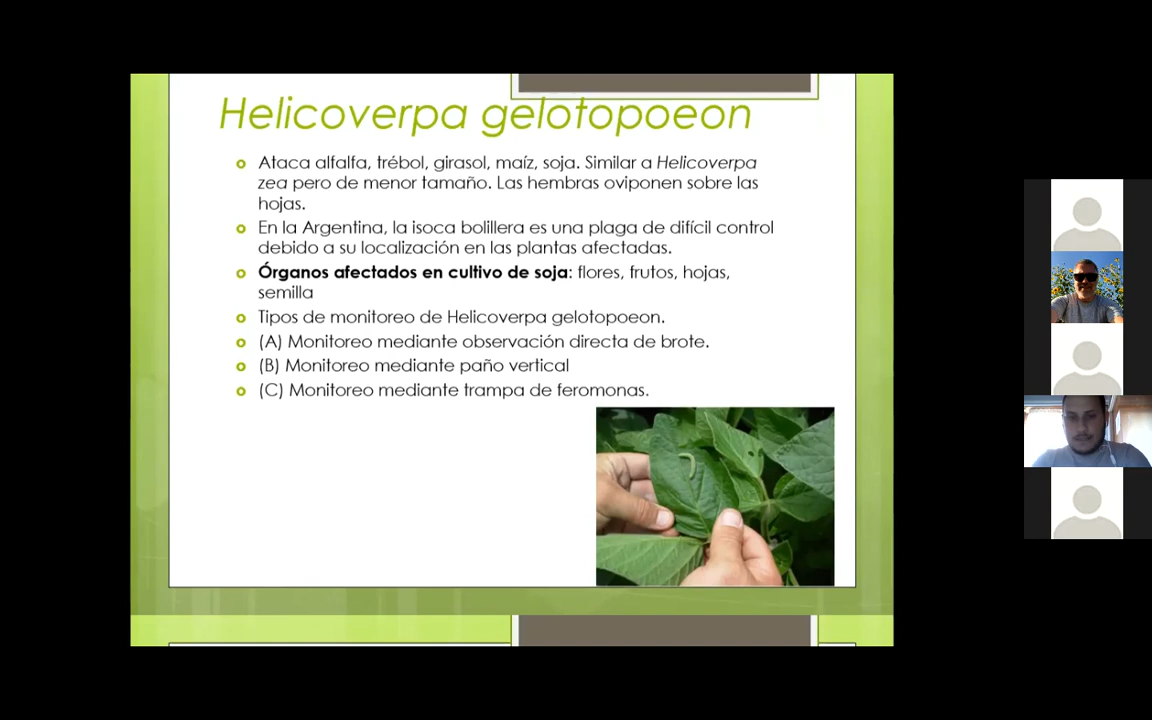 Helicoverpa gelotopoeon
Ataca alfalfa, trébol, girasol, maíz, soja. Similar a Helicoverpa
zea pero de menor tamaño. Las hembras oviponen sobre las
hojas.
En la Argentina, la isoca bolillera es una plaga de difícil control
debido a su localización en las plantas afectadas.
Órganos afectados en cultivo de soja: flores, frutos, hojas,
semilla
Tipos de monitoreo de Helicoverpa gelotopoeon.
(A) Monitoreo mediante observación directa de brote.
(B) Monitoreo mediante paño vertical
(C) Monitoreo mediante trampa de feromonas.